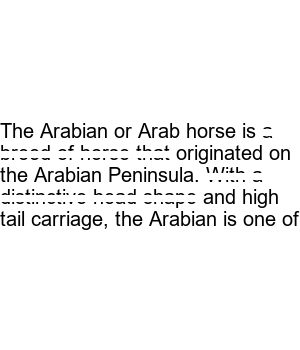 The Arabian or Arab horse is a
breed of horse that originated on
the Arabian Peninsula. With a
distinctive head shape and high
tail carriage, the Arabian is one of